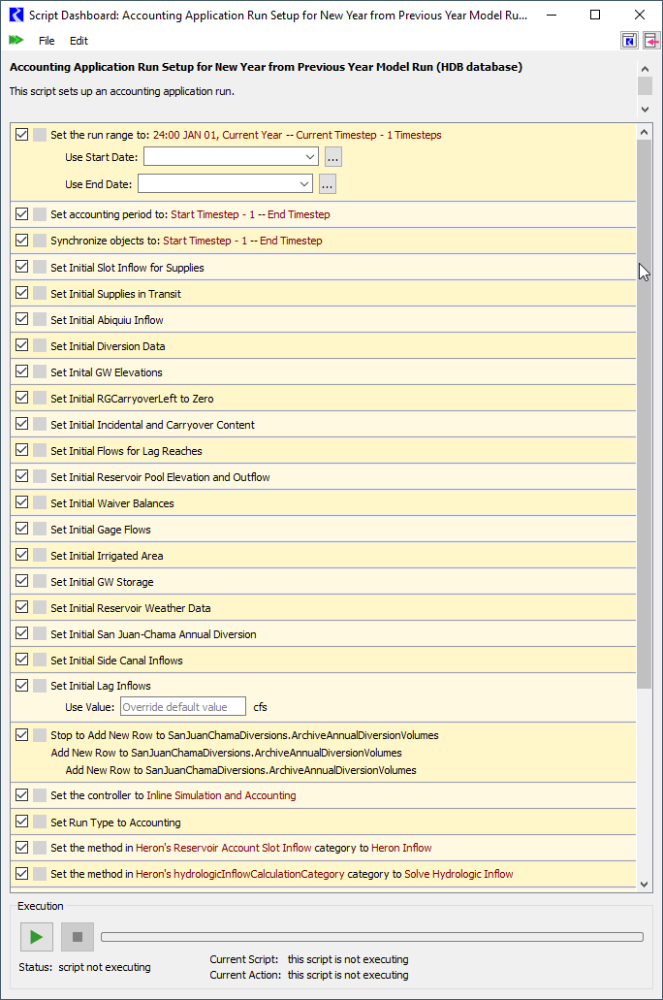 Script Dashboard: Accounting Application Run Setup for New Year from Previous Year Model Ru...
File Edit
Accounting Application Run Setup for New Year from Previous Year Model Run (HDB database)
This script sets up an accounting application run.
Set the run range to: 24:00 JAN 01, Current Year -- Current Timestep - 1 Timesteps
Use Start Date: ...
Use End Date: ...
Set accounting period to: Start Timestep - 1 -- End Timestep
Synchronize objects to: Start Timestep - 1 -- End Timestep
Set Initial Slot Inflow for Supplies
Set Initial Supplies in Transit
Set Initial Abiquiu Inflow
Set Initial Diversion Data
Set Inital GW Elevations
Set Initial RGCarryoverLeft to Zero
Set Initial Incidental and Carryover Content
Set Initial Flows for Lag Reaches
Set Initial Reservoir Pool Elevation and Outflow
Set Initial Waiver Balances
Set Initial Gage Flows
Set Initial Irrigated Area
Set Initial GW Storage
Set Initial Reservoir Weather Data
Set Initial San Juan-Chama Annual Diversion
Set Initial Side Canal Inflows
Set Initial Lag Inflows
Use Value: Override default value cfs
Stop to Add New Row to SanJuanChamaDiversions.ArchiveAnnualDiversionVolumes
Add New Row to SanJuanChamaDiversions.ArchiveAnnualDiversionVolumes
Add New Row to SanJuanChamaDiversions.ArchiveAnnualDiversionVolumes
Set the controller to Inline Simulation and Accounting
Set Run Type to Accounting
Set the method in Heron's Reservoir Account Slot Inflow category to Heron Inflow
Set the method in Heron's hydrologicInflowCalculationCategory category to Solve Hydrologic Inflow
Execution
Status: script not executing
Current Script: this script is not executing
Current Action: this script is not executing